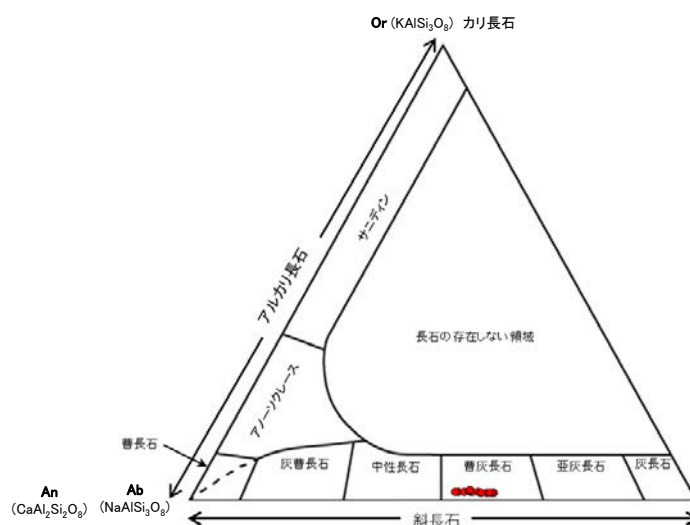 Or (KAlSi₃O₈) カリ長石
サニディン
アルカリ長石
長石の存在しない領域
アノーソクレース
曹長石
灰曹長石
中性長石
曹灰長石
亜灰長石
灰長石
An
(CaAl₂Si₂O₈)
Ab
(NaAlSi₃O₈)
斜長石